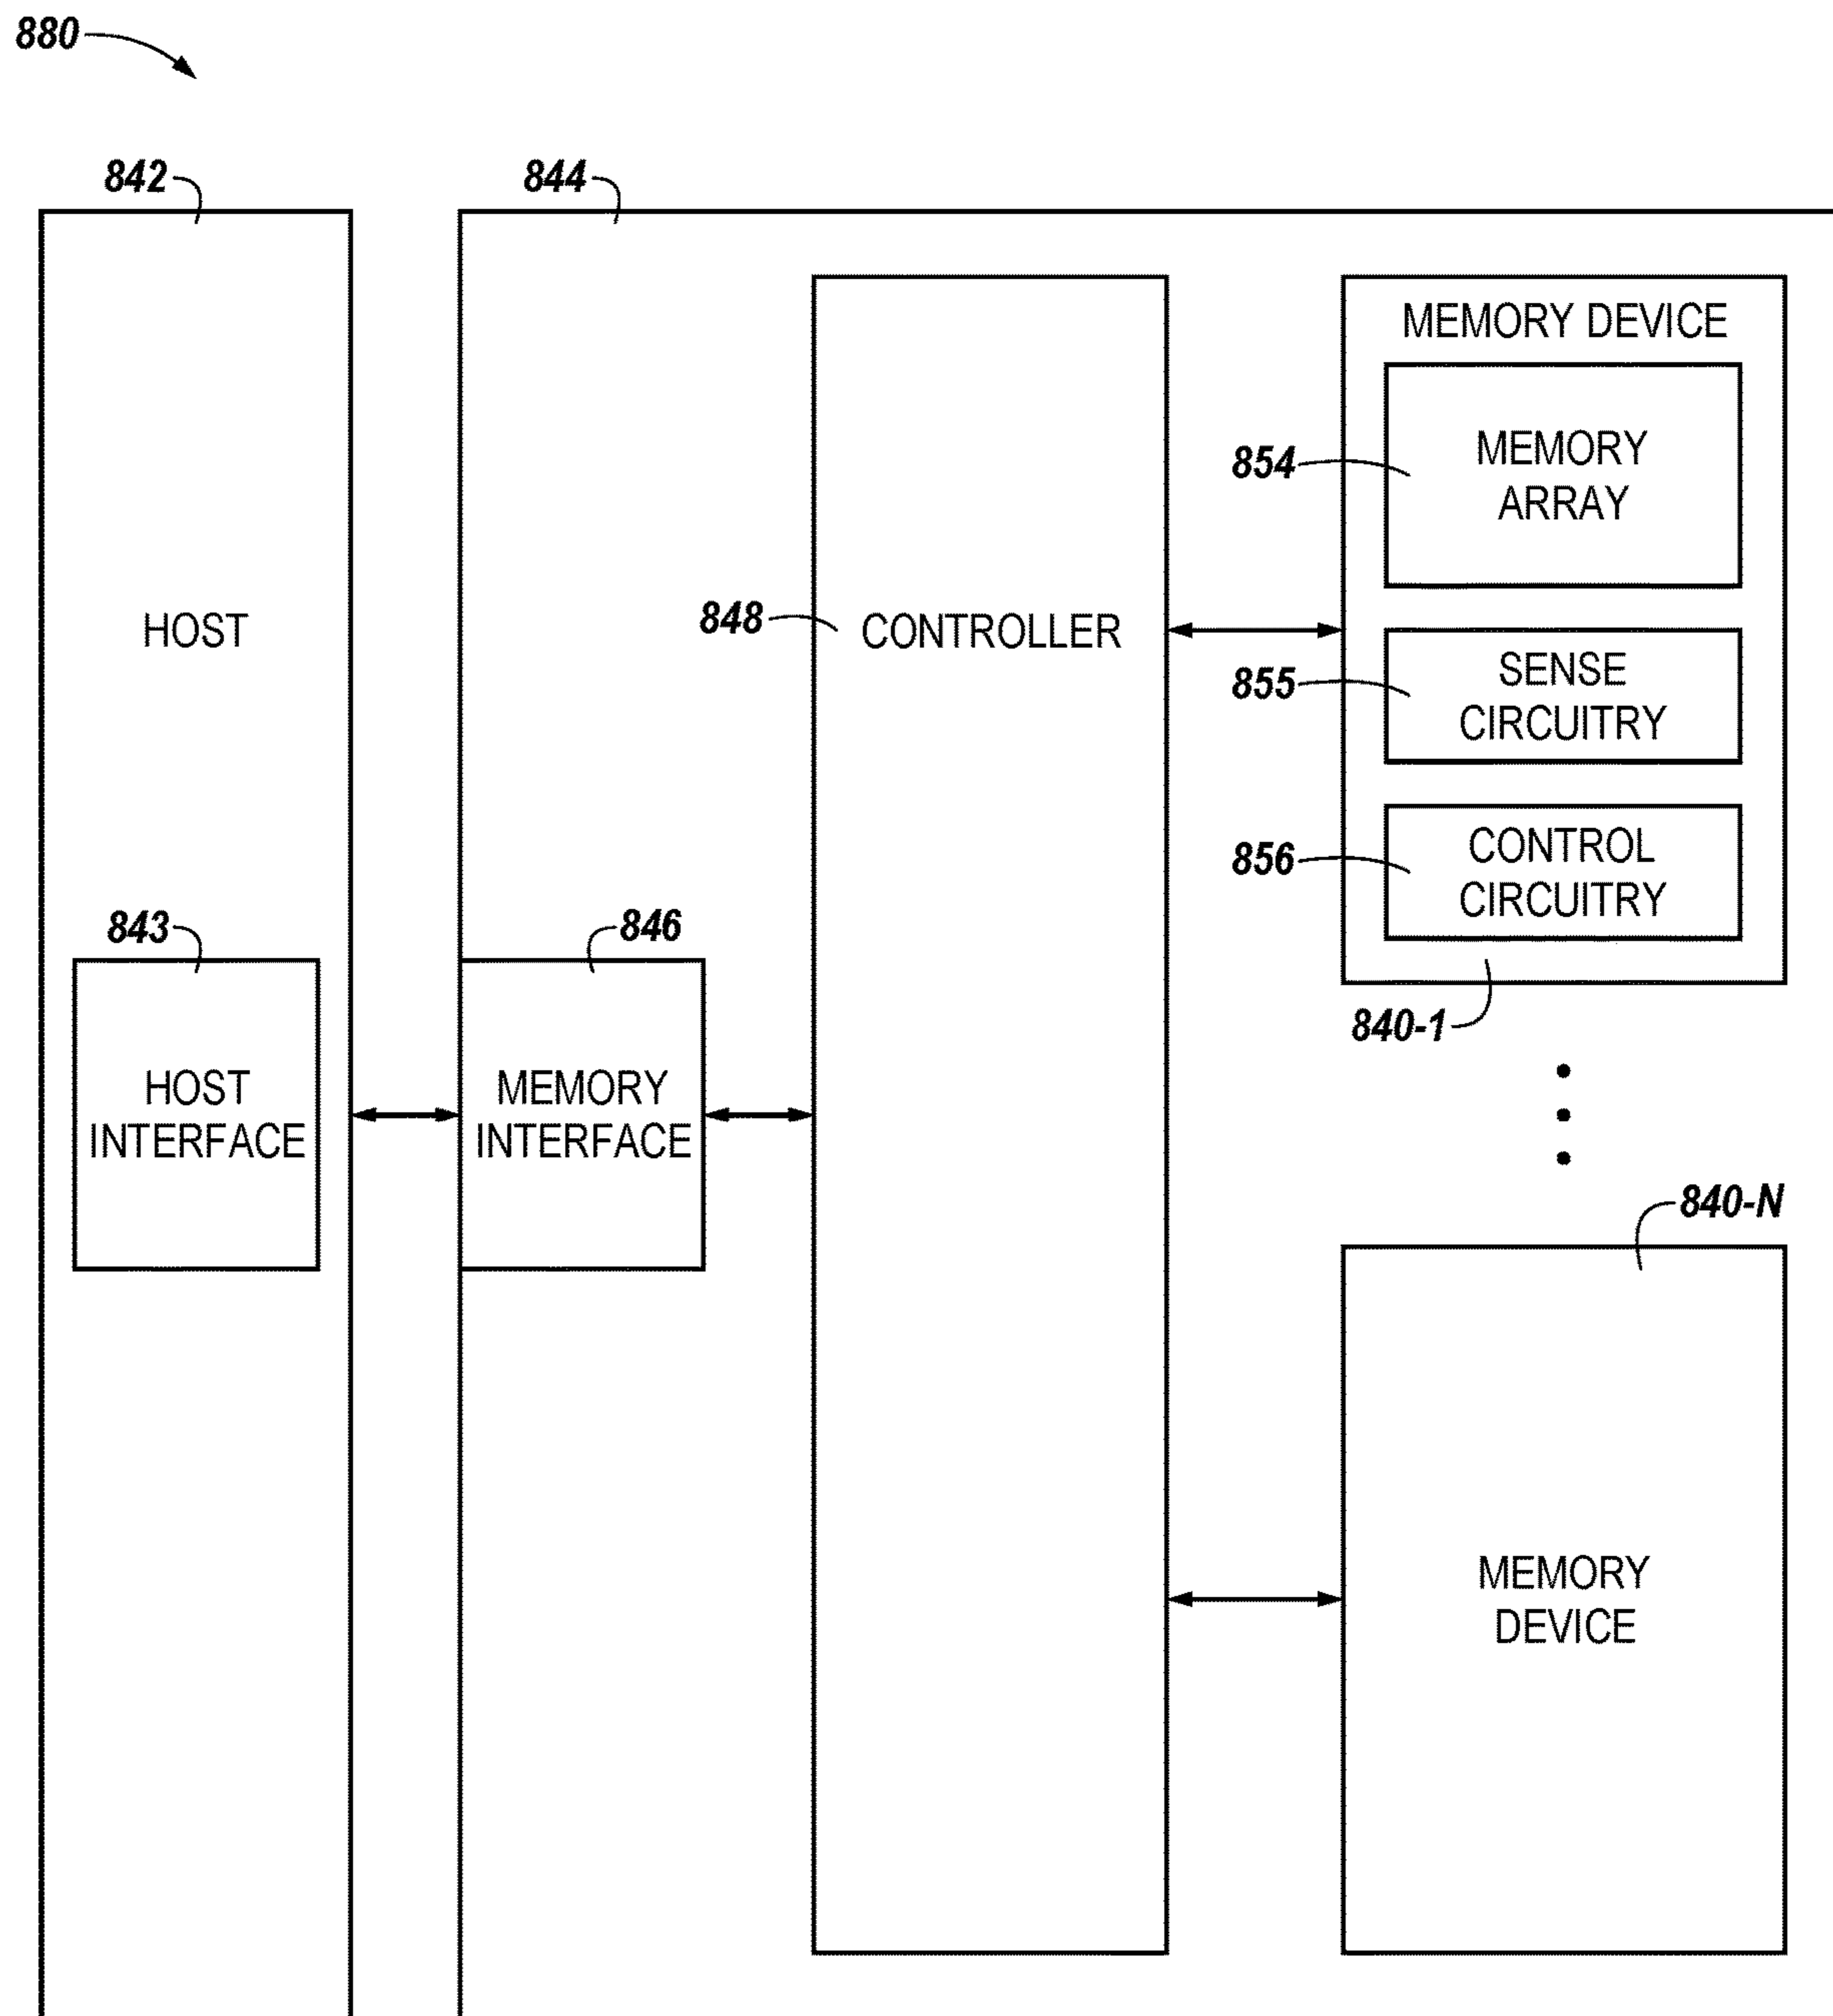 880
842
844
MEMORY DEVICE
854
MEMORY
ARRAY
HOST
848
CONTROLLER
855
SENSE
CIRCUITRY
856
CONTROL
CIRCUITRY
843
846
840-1
HOST
INTERFACE
MEMORY
INTERFACE
840-N
MEMORY
DEVICE